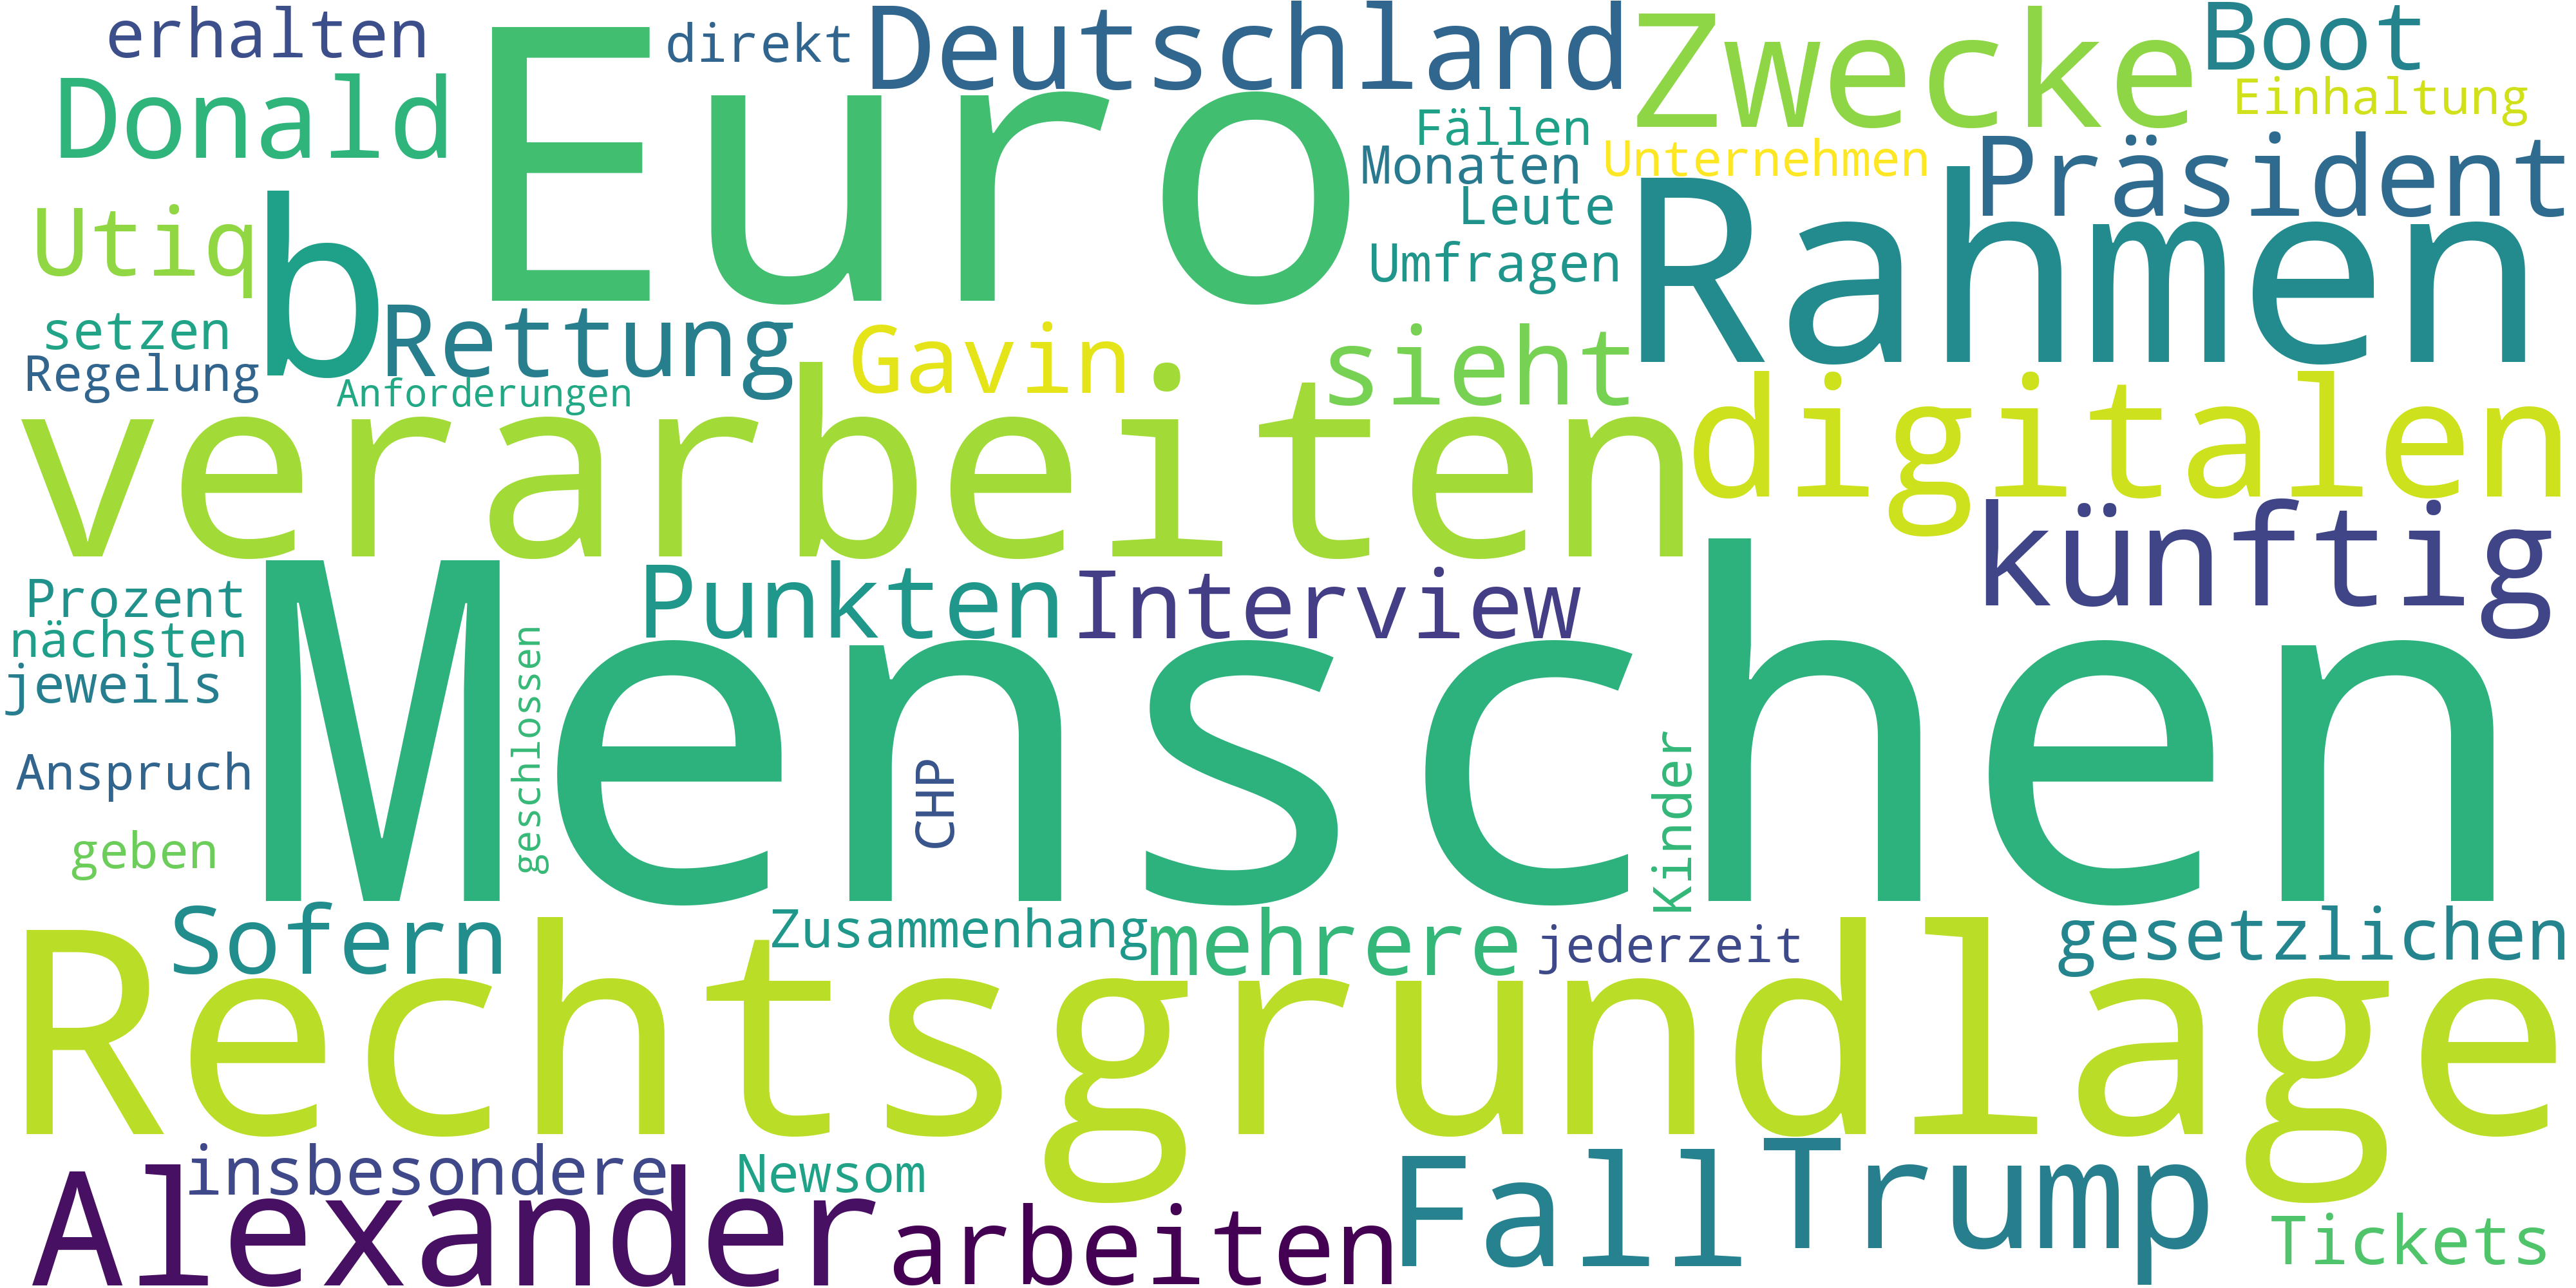 erhalten
direkt
Deutschland
Zwecke
Boot
Donald
Euro
Fällen
Einhaltung
Monaten
Unternehmen
Präsident
Utiq
b
Leute
Rahmen
Umfragen
setzen
Rettung
Gavin
sieht
Regelung
Anforderungen
verarbeiten
digitalen
künftig
Prozent
Punkten
Interview
nächsten
jeweils
Menschen
geschlossen
CHP
Kinder
Anspruch
geben
Sofern
Zusammenhang
mehrere
jederzeit
gesetzlichen
Rechtsgrundlage
insbesondere
Newsom
Alexander
arbeiten
Fall
Trump
Tickets